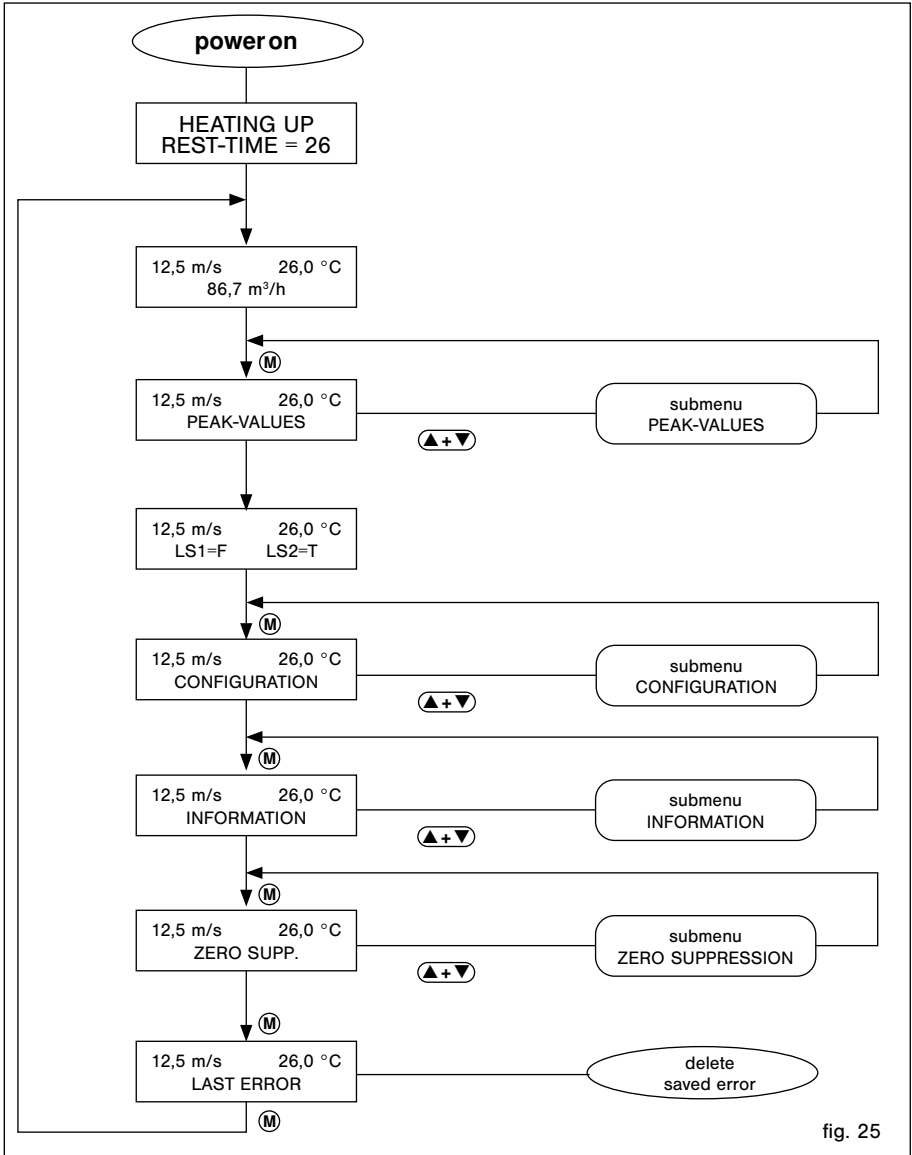 power on
HEATING UP
REST-TIME = 26
12,5 m/s 26,0 °C
86,7 m³/h
M
12,5 m/s 26,0 °C
PEAK-VALUES
▲+▼
submenu
PEAK-VALUES
12,5 m/s 26,0 °C
LS1=F LS2=T
M
12,5 m/s 26,0 °C
CONFIGURATION
▲+▼
submenu
CONFIGURATION
M
12,5 m/s 26,0 °C
INFORMATION
▲+▼
submenu
INFORMATION
M
12,5 m/s 26,0 °C
ZERO SUPP.
▲+▼
submenu
ZERO SUPPRESSION
M
12,5 m/s 26,0 °C
LAST ERROR
delete
saved error
M
fig. 25